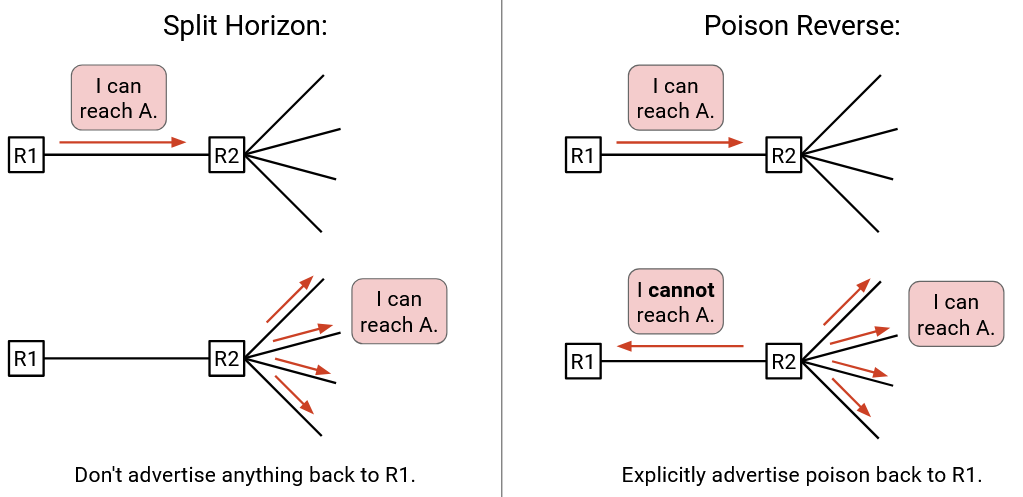 Split Horizon:
I can
reach A.
R1
R2
I can
reach A.
R1
R2
Don't advertise anything back to R1.
Poison Reverse:
I can
reach A.
R1
R2
I cannot
reach A.
I can
reach A.
R1
R2
Explicitly advertise poison back to R1.